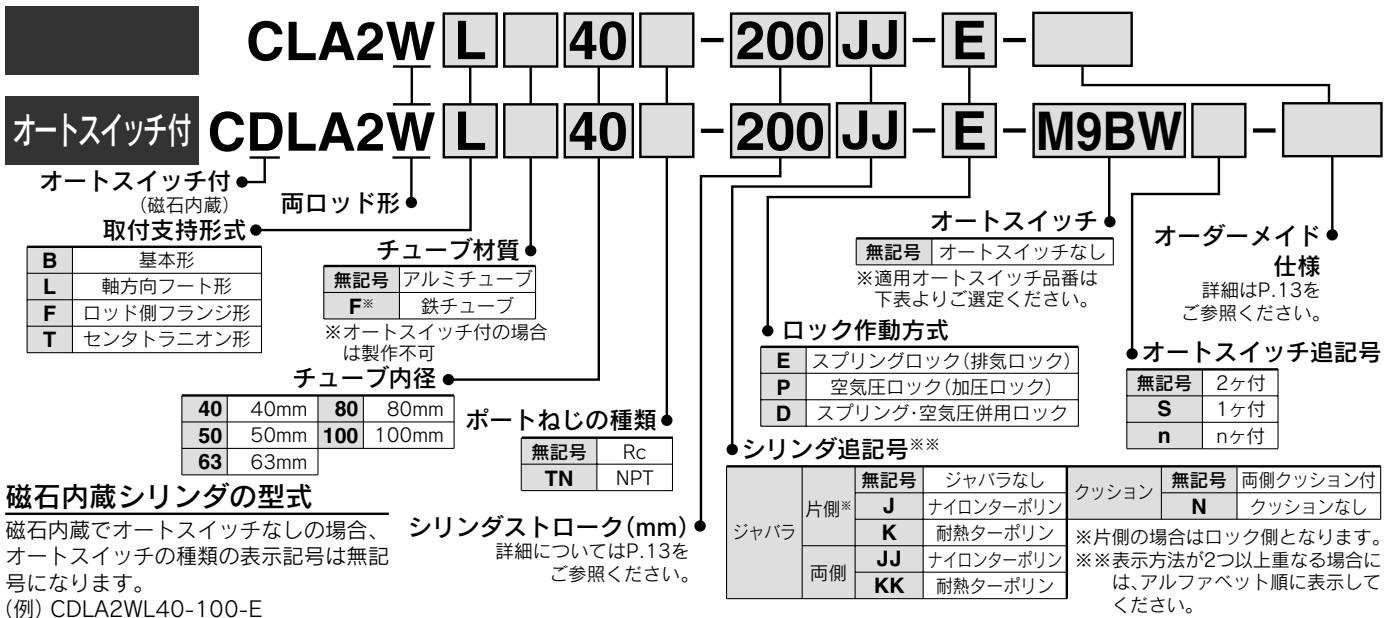 CLA2W L 40 - 200 JJ - E -
オートスイッチ付 CDLA2W L 40 - 200 JJ - E - M9BW -
オートスイッチ付
(磁石内蔵)
両ロッド形
取付支持形式
B 基本形
L 軸方向フート形
F ロッド側フランジ形
T センタトラニオン形
チューブ材質
無記号 アルミチューブ
F※ 鉄チューブ
※オートスイッチ付の場合
は製作不可
チューブ内径
40 40mm 80 80mm
50 50mm 100 100mm
63 63mm
ポートねじの種類
無記号 Rc
TN NPT
シリンダストローク(mm)
詳細についてはP.13を
ご参照ください。
オートスイッチ
無記号 オートスイッチなし
※適用オートスイッチ品番は
下表よりご選定ください。
オーダーメイド
仕様
詳細はP.13を
ご参照ください。
ロック作動方式
E スプリングロック(排気ロック)
P 空気圧ロック(加圧ロック)
D スプリング・空気圧併用ロック
オートスイッチ追記号
無記号 2ヶ付
S 1ヶ付
n nヶ付
シリンダ追記号※※
ジャバラ 片側※ 無記号 ジャバラなし
J ナイロンターポリン
K 耐熱ターポリン
両側 JJ ナイロンターポリン
KK 耐熱ターポリン
クッション 無記号 両側クッション付
N クッションなし
※片側の場合はロック側となります。
※※表示方法が2つ以上重なる場合に
は、アルファベット順に表示して
ください。
磁石内蔵シリンダの型式
磁石内蔵でオートスイッチなしの場合、
オートスイッチの種類の表示記号は無記
号になります。
(例) CDLA2WL40-100-E